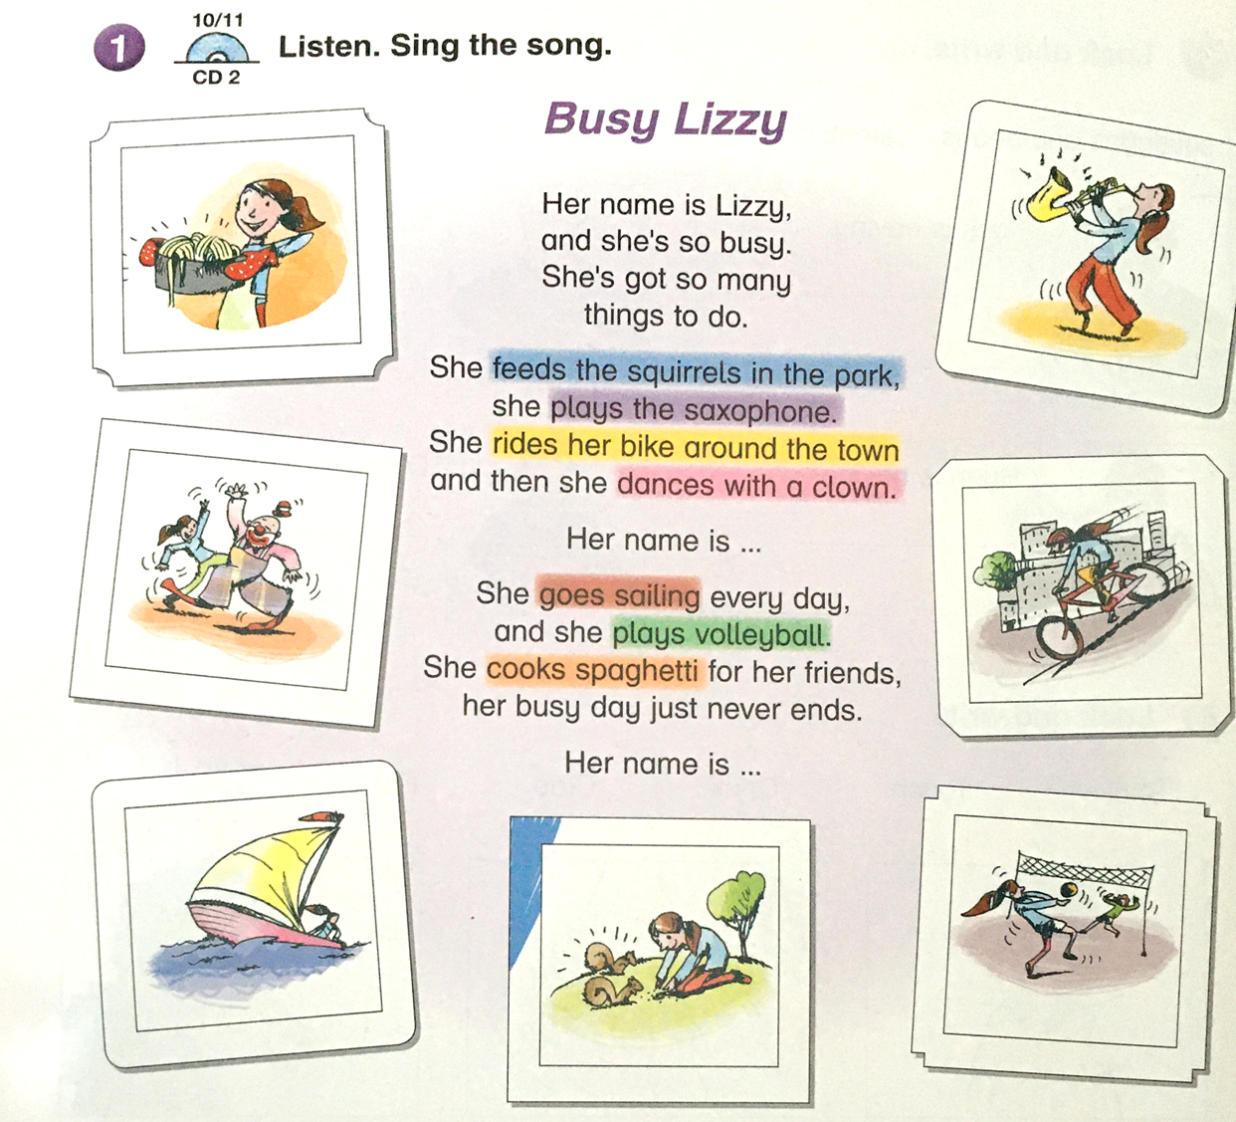 1
10/11
CD 2
Listen. Sing the song.
Busy Lizzy
Her name is Lizzy,
and she's so busy.
She's got so many
things to do.
She feeds the squirrels in the park,
she plays the saxophone.
She rides her bike around the town
and then she dances with a clown.
Her name is ...
She goes sailing every day,
and she plays volleyball.
She cooks spaghetti for her friends,
her busy day just never ends.
Her name is ...